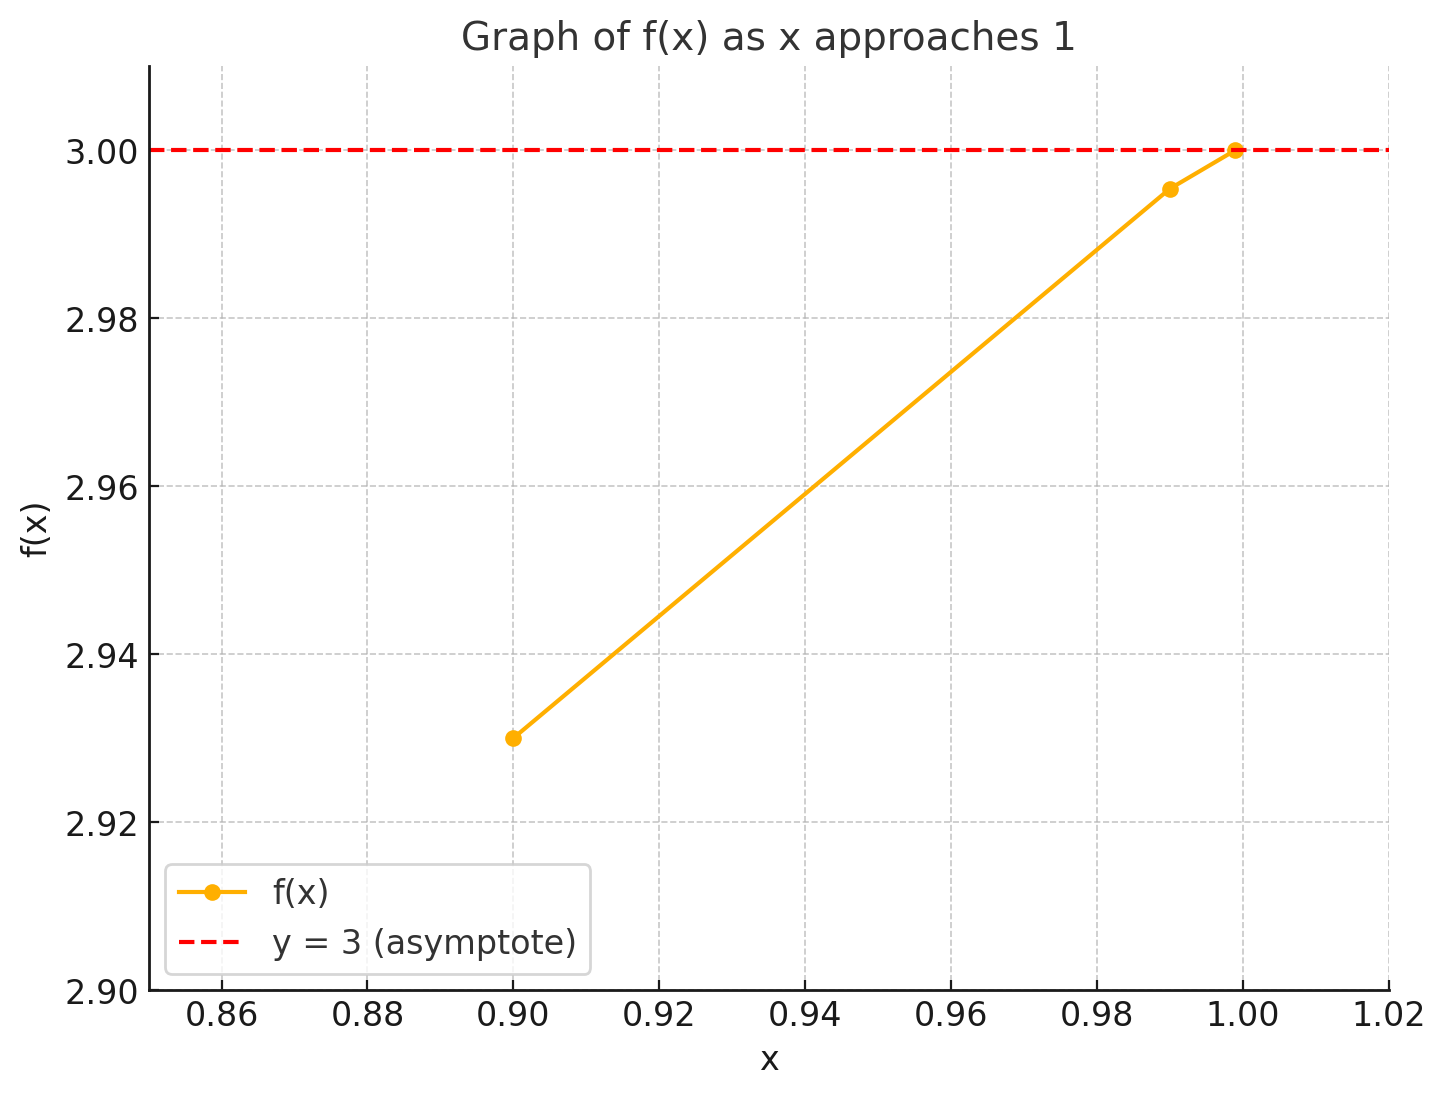 Graph of f(x) as x approaches 1
3.00
2.98
2.96
2.94
2.92
2.90
f(x)
f(x)
y = 3 (asymptote)
0.86 0.88 0.90 0.92 0.94 0.96 0.98 1.00 1.02
x